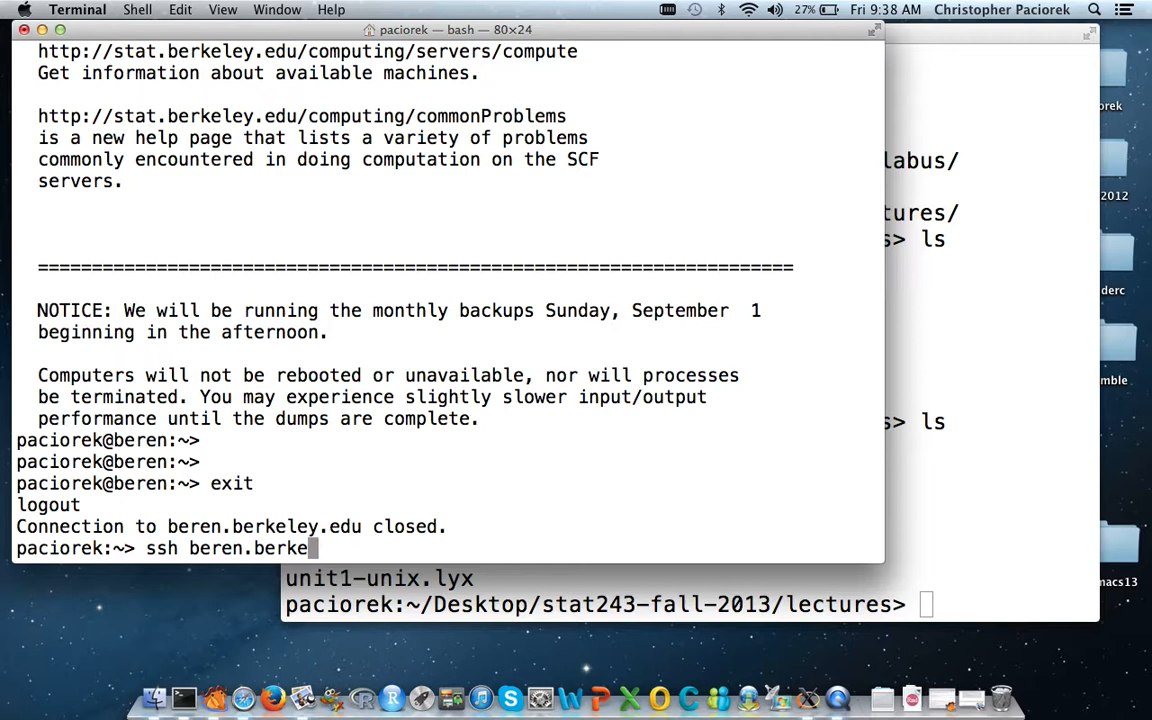 Terminal Shell Edit View Window Help 27% Fri 9:38 AM Christopher Paciorek
paciorek — bash — 80×24
http://stat.berkeley.edu/computing/servers/compute
Get information about available machines.
http://stat.berkeley.edu/computing/commonProblems
is a new help page that lists a variety of problems
commonly encountered in doing computation on the SCF
servers.
========================================================================
NOTICE: We will be running the monthly backups Sunday, September  1
beginning in the afternoon.
Computers will not be rebooted or unavailable, nor will processes
be terminated. You may experience slightly slower input/output
performance until the dumps are complete.
paciorek@beren:~>
paciorek@beren:~>
paciorek@beren:~> exit
logout
Connection to beren.berkeley.edu closed.
paciorek:~> ssh beren.berke
labus/
tures/
s> ls
s> ls
unit1-unix.lyx
paciorek:~/Desktop/stat243-fall-2013/lectures>
orek
2012
derc
mble
macs13